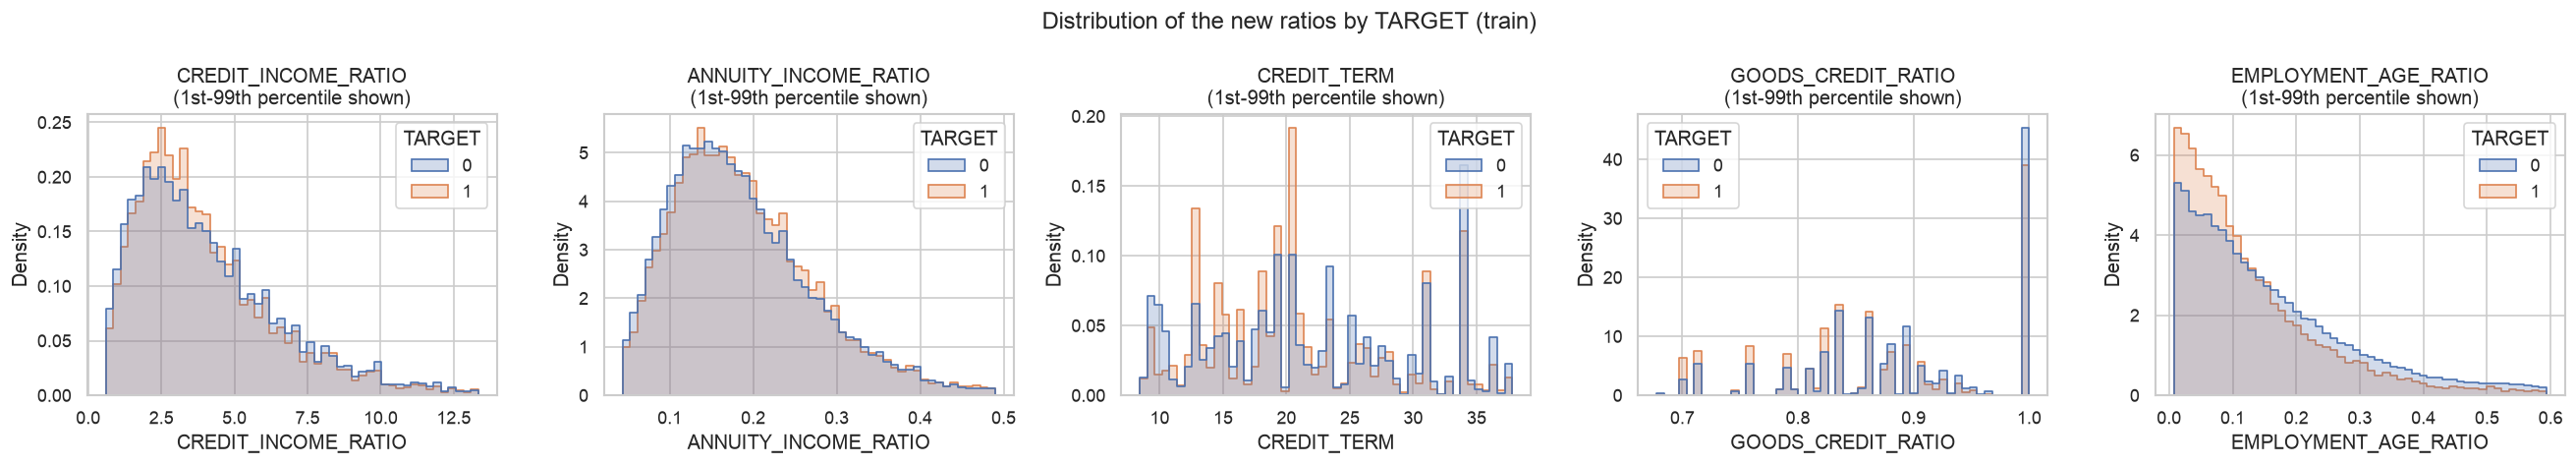 Distribution of the new ratios by TARGET (train)
CREDIT_INCOME_RATIO
(1st-99th percentile shown)
TARGET
0
1
0.25
0.20
0.15
0.10
0.05
0.00
Density
0.0 2.5 5.0 7.5 10.0 12.5
CREDIT_INCOME_RATIO
ANNUITY_INCOME_RATIO
(1st-99th percentile shown)
TARGET
0
1
5
4
3
2
1
0
Density
0.1 0.2 0.3 0.4 0.5
ANNUITY_INCOME_RATIO
CREDIT_TERM
(1st-99th percentile shown)
TARGET
0
1
0.20
0.15
0.10
0.05
0.00
Density
10 15 20 25 30 35
CREDIT_TERM
GOODS_CREDIT_RATIO
(1st-99th percentile shown)
TARGET
0
1
40
30
20
10
0
Density
0.7 0.8 0.9 1.0
GOODS_CREDIT_RATIO
EMPLOYMENT_AGE_RATIO
(1st-99th percentile shown)
TARGET
0
1
6
4
2
0
Density
0.0 0.1 0.2 0.3 0.4 0.5 0.6
EMPLOYMENT_AGE_RATIO